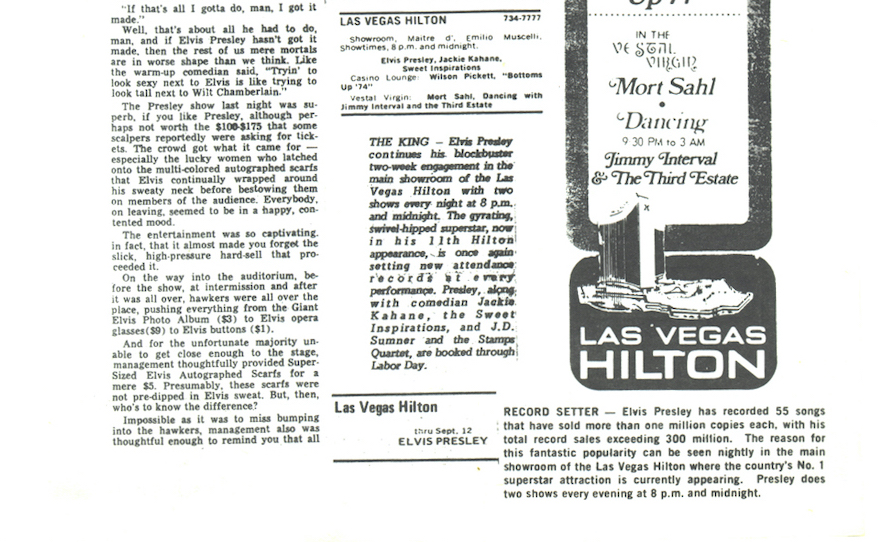 "If that's all I gotta do, man, I got it
made."
Well, that's about all he had to do,
man, and if Elvis Presley hasn't got it
made, then the rest of us mere mortals
are in worse shape than we think. Like
the warm-up comedian said, "Tryin' to
look sexy next to Elvis is like trying to
look tall next to Wilt Chamberlain."
The Presley show last night was su-
perb, if you like Presley, although per-
haps not worth the $100-$175 that some
scalpers reportedly were asking for tick-
ets. The crowd got what it came for —
especially the lucky women who latched
onto the multi-colored autographed scarfs
that Elvis continually wrapped around
his sweaty neck before bestowing them
on members of the audience. Everybody,
on leaving, seemed to be in a happy, con-
tented mood.
The entertainment was so captivating,
in fact, that it almost made you forget the
slick, high-pressure hard-sell that pro-
ceeded it.
On the way into the auditorium, be-
fore the show, at intermission and after
it was all over, hawkers were all over the
place, pushing everything from the Giant
Elvis Photo Album ($3) to Elvis opera
glasses($9) to Elvis buttons ($1).
And for the unfortunate majority un-
able to get close enough to the stage,
management thoughtfully provided Super-
Sized Elvis Autographed Scarfs for a
mere $5. Presumably, these scarfs were
not pre-dipped in Elvis sweat. But, then,
who's to know the difference?
Impossible as it was to miss bumping
into the hawkers, management also was
thoughtful enough to remind you that all
LAS VEGAS HILTON 734-7777
Showroom, Maitre d', Emilio Muscelli,
Showtimes, 8 p.m. and midnight.
Elvis Presley, Jackie Kahane,
Sweet Inspirations
Casino Lounge: Wilson Pickett, "Bottoms
Up '74"
Vestal Virgin: Mort Sahl, Dancing with
Jimmy Interval and the Third Estate
THE KING — Elvis Presley
continues his blockbuster
two-week engagement in the
main showroom of the Las
Vegas Hilton with two
shows every night at 8 p.m.
and midnight. The gyrating,
swivel-hipped superstar, now
in his 11th Hilton
appearance, is once again
setting new attendance
records at every
performance. Presley, along
with comedian Jackie
Kahane, the Sweet
Inspirations, and J.D.
Sumner and the Stamps
Quartet, are booked through
Labor Day.
Las Vegas Hilton
thru Sept. 12
ELVIS PRESLEY
IN THE
VESTAL
VIRGIN
Mort Sahl
•
Dancing
9 30 PM to 3 AM
Jimmy Interval
& The Third Estate
LAS VEGAS
HILTON
RECORD SETTER — Elvis Presley has recorded 55 songs
that have sold more than one million copies each, with his
total record sales exceeding 300 million. The reason for
this fantastic popularity can be seen nightly in the main
showroom of the Las Vegas Hilton where the country's No. 1
superstar attraction is currently appearing. Presley does
two shows every evening at 8 p.m. and midnight.